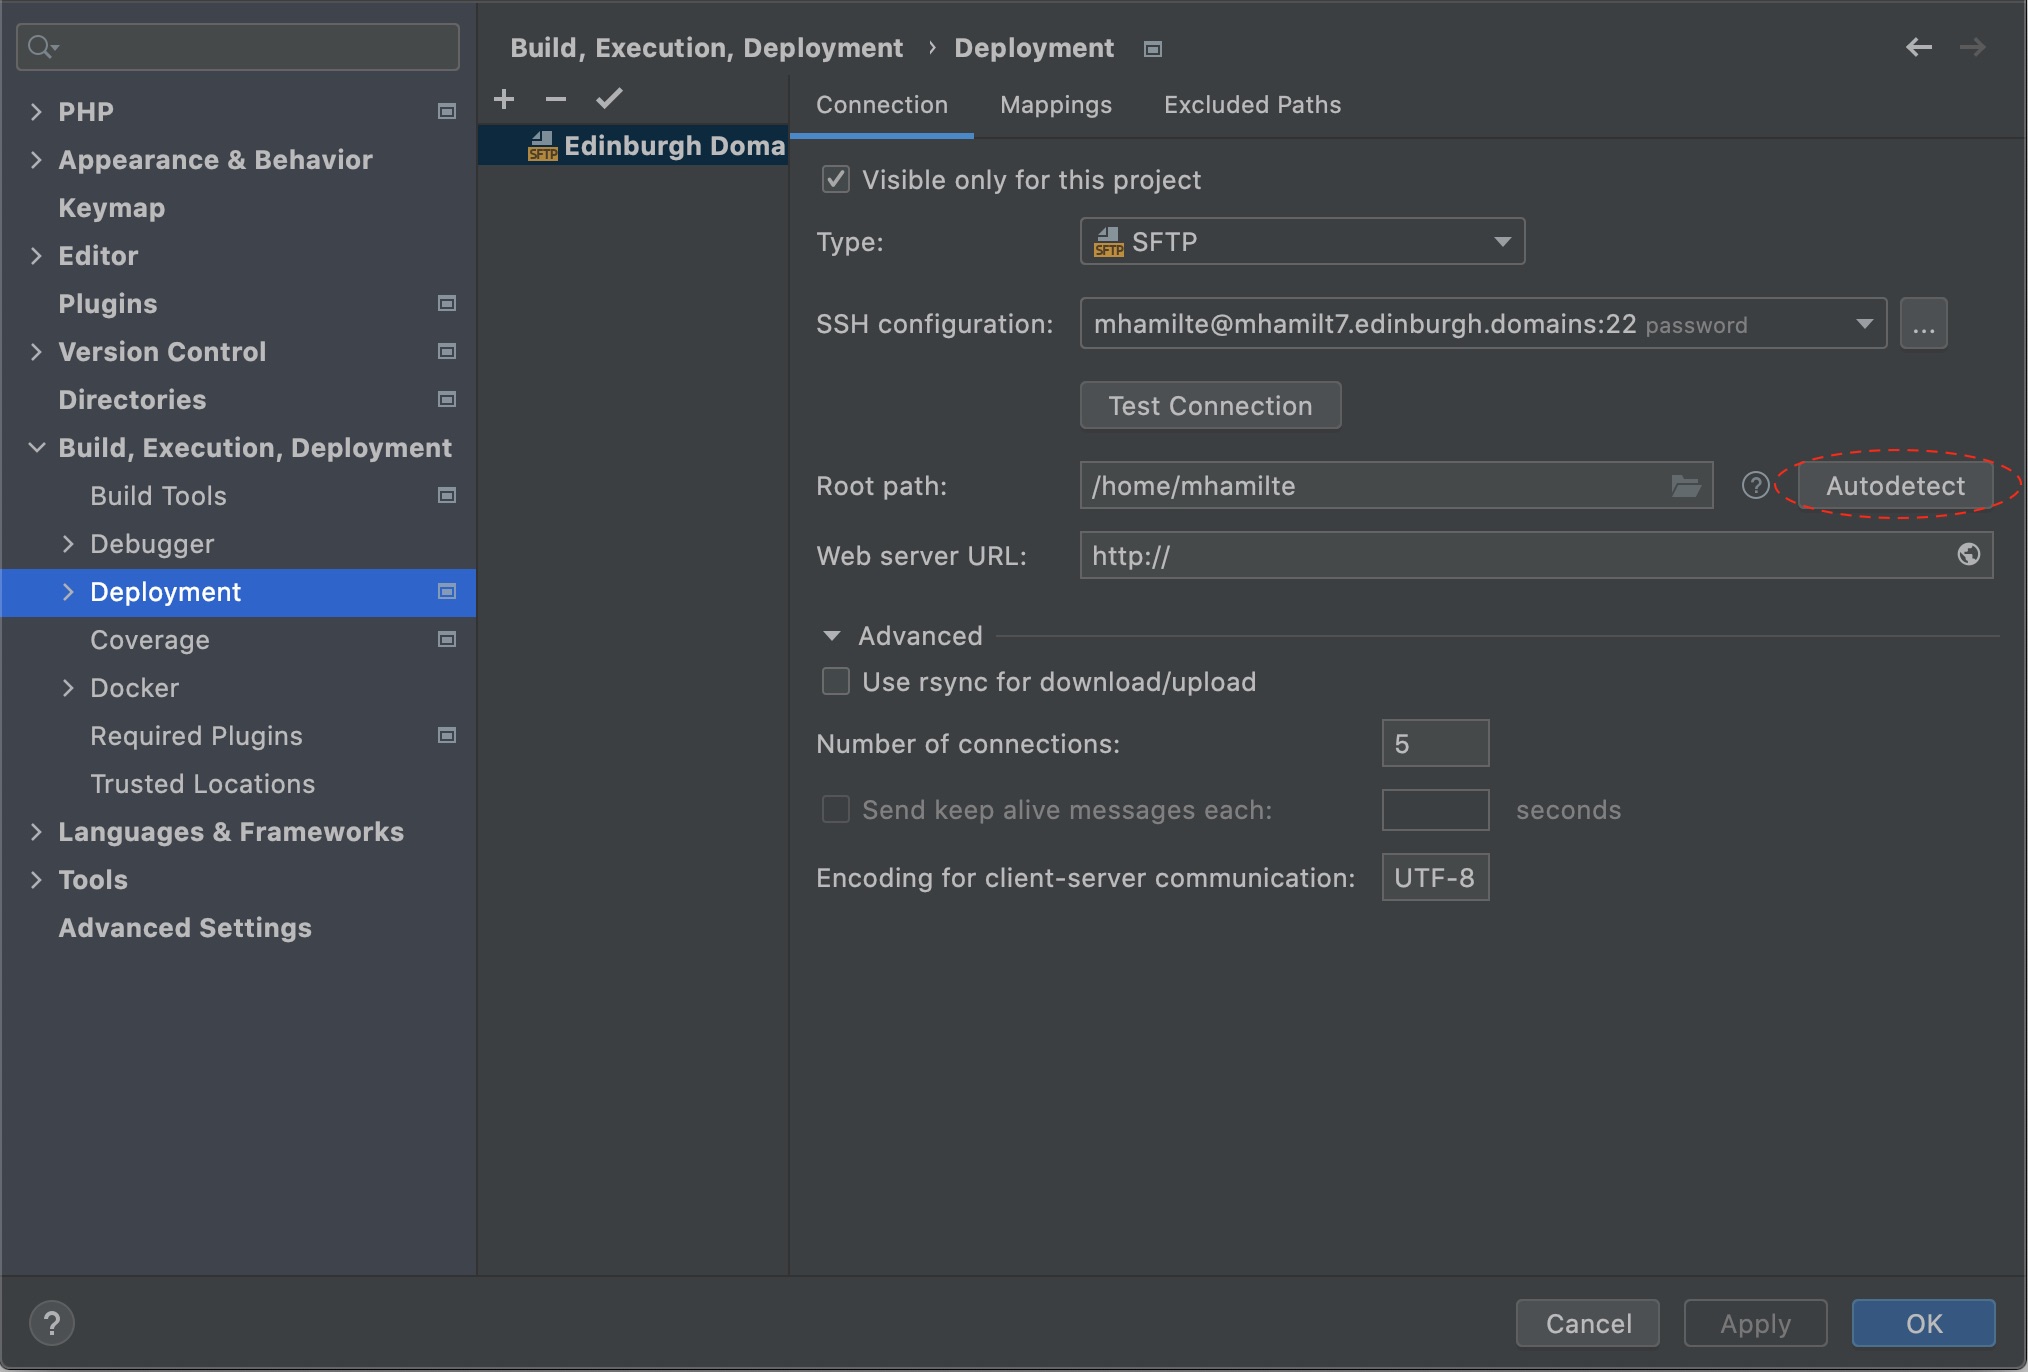 PHP
Appearance & Behavior
Keymap
Editor
Plugins
Version Control
Directories
Build, Execution, Deployment
Build Tools
Debugger
Deployment
Coverage
Docker
Required Plugins
Trusted Locations
Languages & Frameworks
Tools
Advanced Settings
Build, Execution, Deployment › Deployment
SFTP Edinburgh Doma
Connection Mappings Excluded Paths
Visible only for this project
Type: SFTP SFTP
SSH configuration: mhamilte@mhamilt7.edinburgh.domains:22 password ...
Test Connection
Root path: /home/mhamilte ? Autodetect
Web server URL: http://
Advanced
Use rsync for download/upload
Number of connections: 5
Send keep alive messages each: seconds
Encoding for client-server communication: UTF-8
? Cancel Apply OK